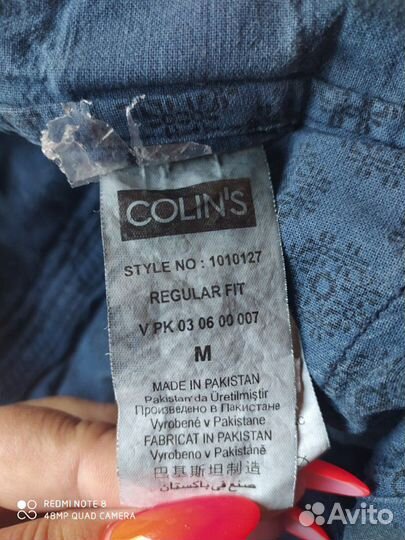 COLIN'S
STYLE NO : 1010127
REGULAR FIT
V PK 03 06 00 007
M
MADE IN PAKISTAN
Pakistan'da Üretilmiştir
Произведено в Пакистане
Vyrobené v Pakistane
FABRICAT IN PAKISTAN
Vyrobeno v Pakistáně
巴基斯坦制造
صنع في باكستان
REDMI NOTE 8
48MP QUAD CAMERA
Avito